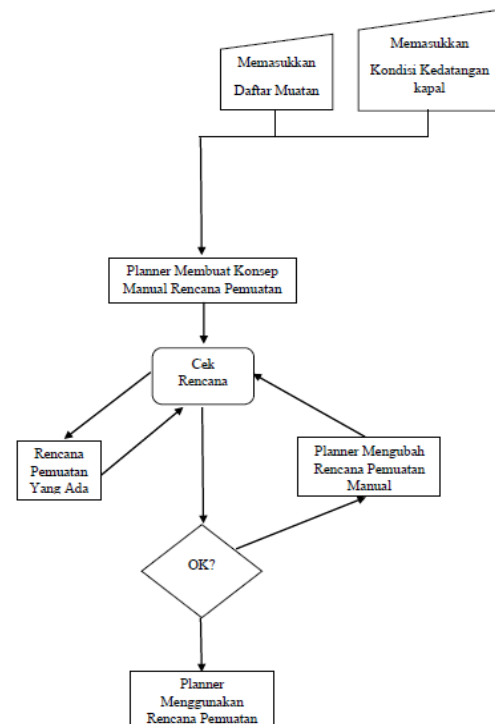 Memasukkan
Daftar Muatan
Memasukkan
Kondisi Kedatangan
kapal
Planner Membuat Konsep
Manual Rencana Pemuatan
Cek
Rencana
Rencana
Pemuatan
Yang Ada
Planner Mengubah
Rencana Pemuatan
Manual
OK?
Planner
Menggunakan
Rencana Pemuatan